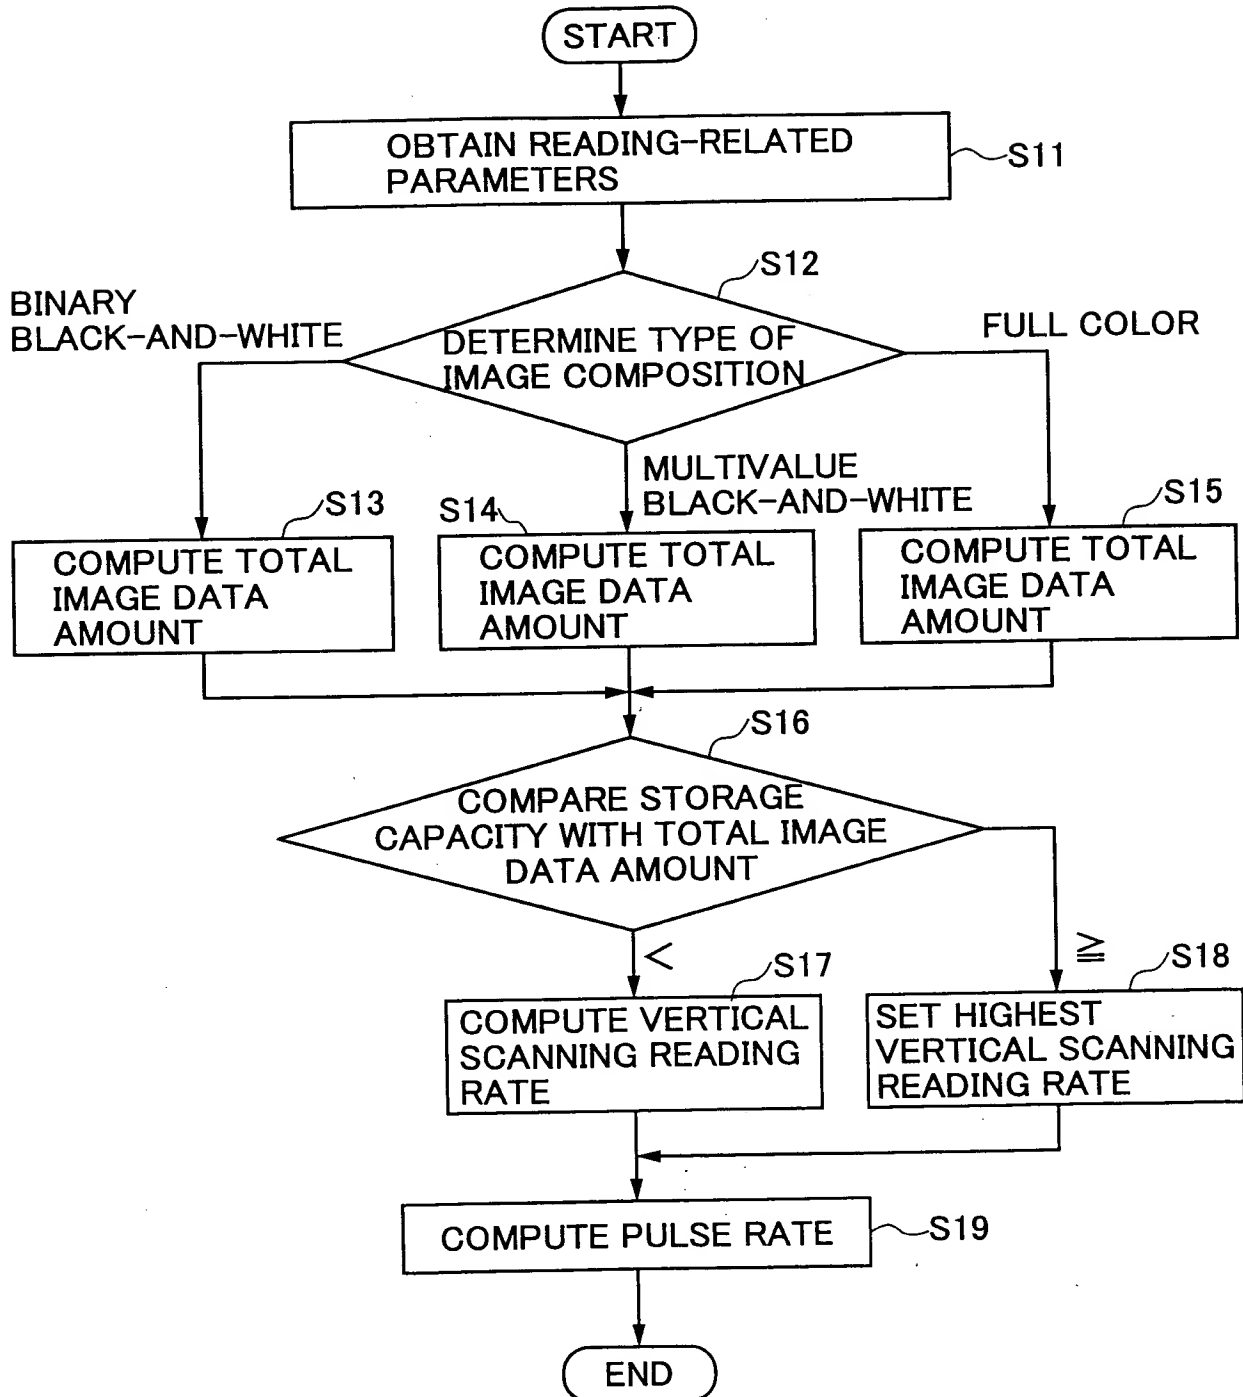 START
OBTAIN READING-RELATED
PARAMETERS
S11
S12
BINARY
BLACK-AND-WHITE
DETERMINE TYPE OF
IMAGE COMPOSITION
FULL COLOR
MULTIVALUE
BLACK-AND-WHITE
S13
COMPUTE TOTAL
IMAGE DATA
AMOUNT
S14
COMPUTE TOTAL
IMAGE DATA
AMOUNT
S15
COMPUTE TOTAL
IMAGE DATA
AMOUNT
S16
COMPARE STORAGE
CAPACITY WITH TOTAL IMAGE
DATA AMOUNT
<
≧
S17
COMPUTE VERTICAL
SCANNING READING
RATE
S18
SET HIGHEST
VERTICAL SCANNING
READING RATE
COMPUTE PULSE RATE
S19
END